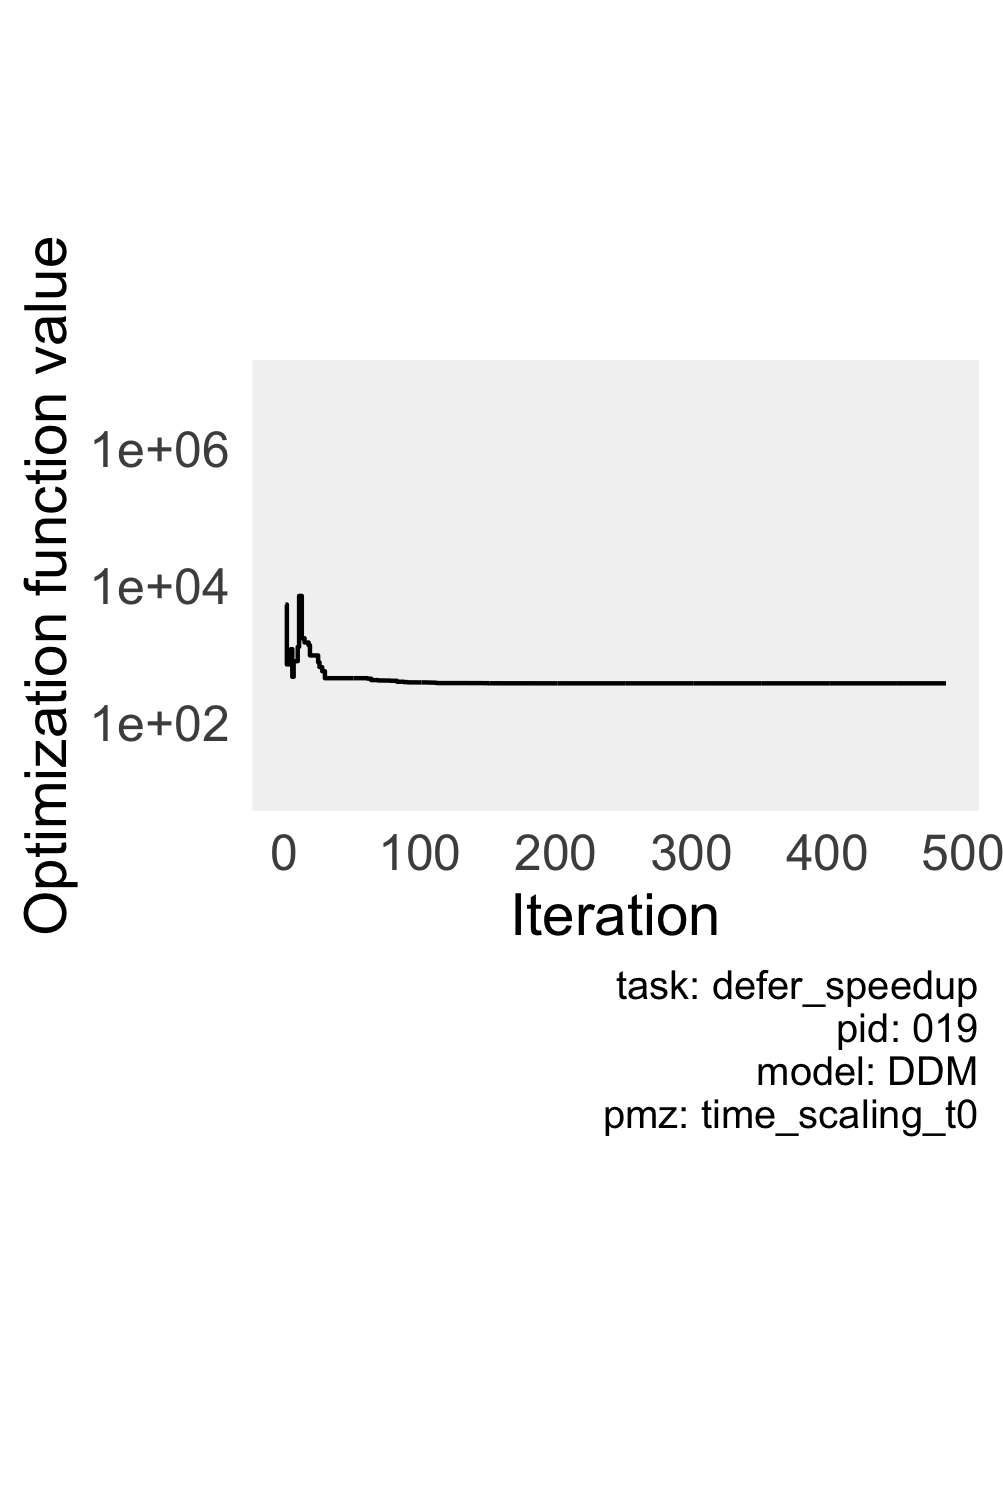 Optimization function value
1e+06
1e+04
1e+02
0 100 200 300 400 500
Iteration
task: defer_speedup
pid: 019
model: DDM
pmz: time_scaling_t0